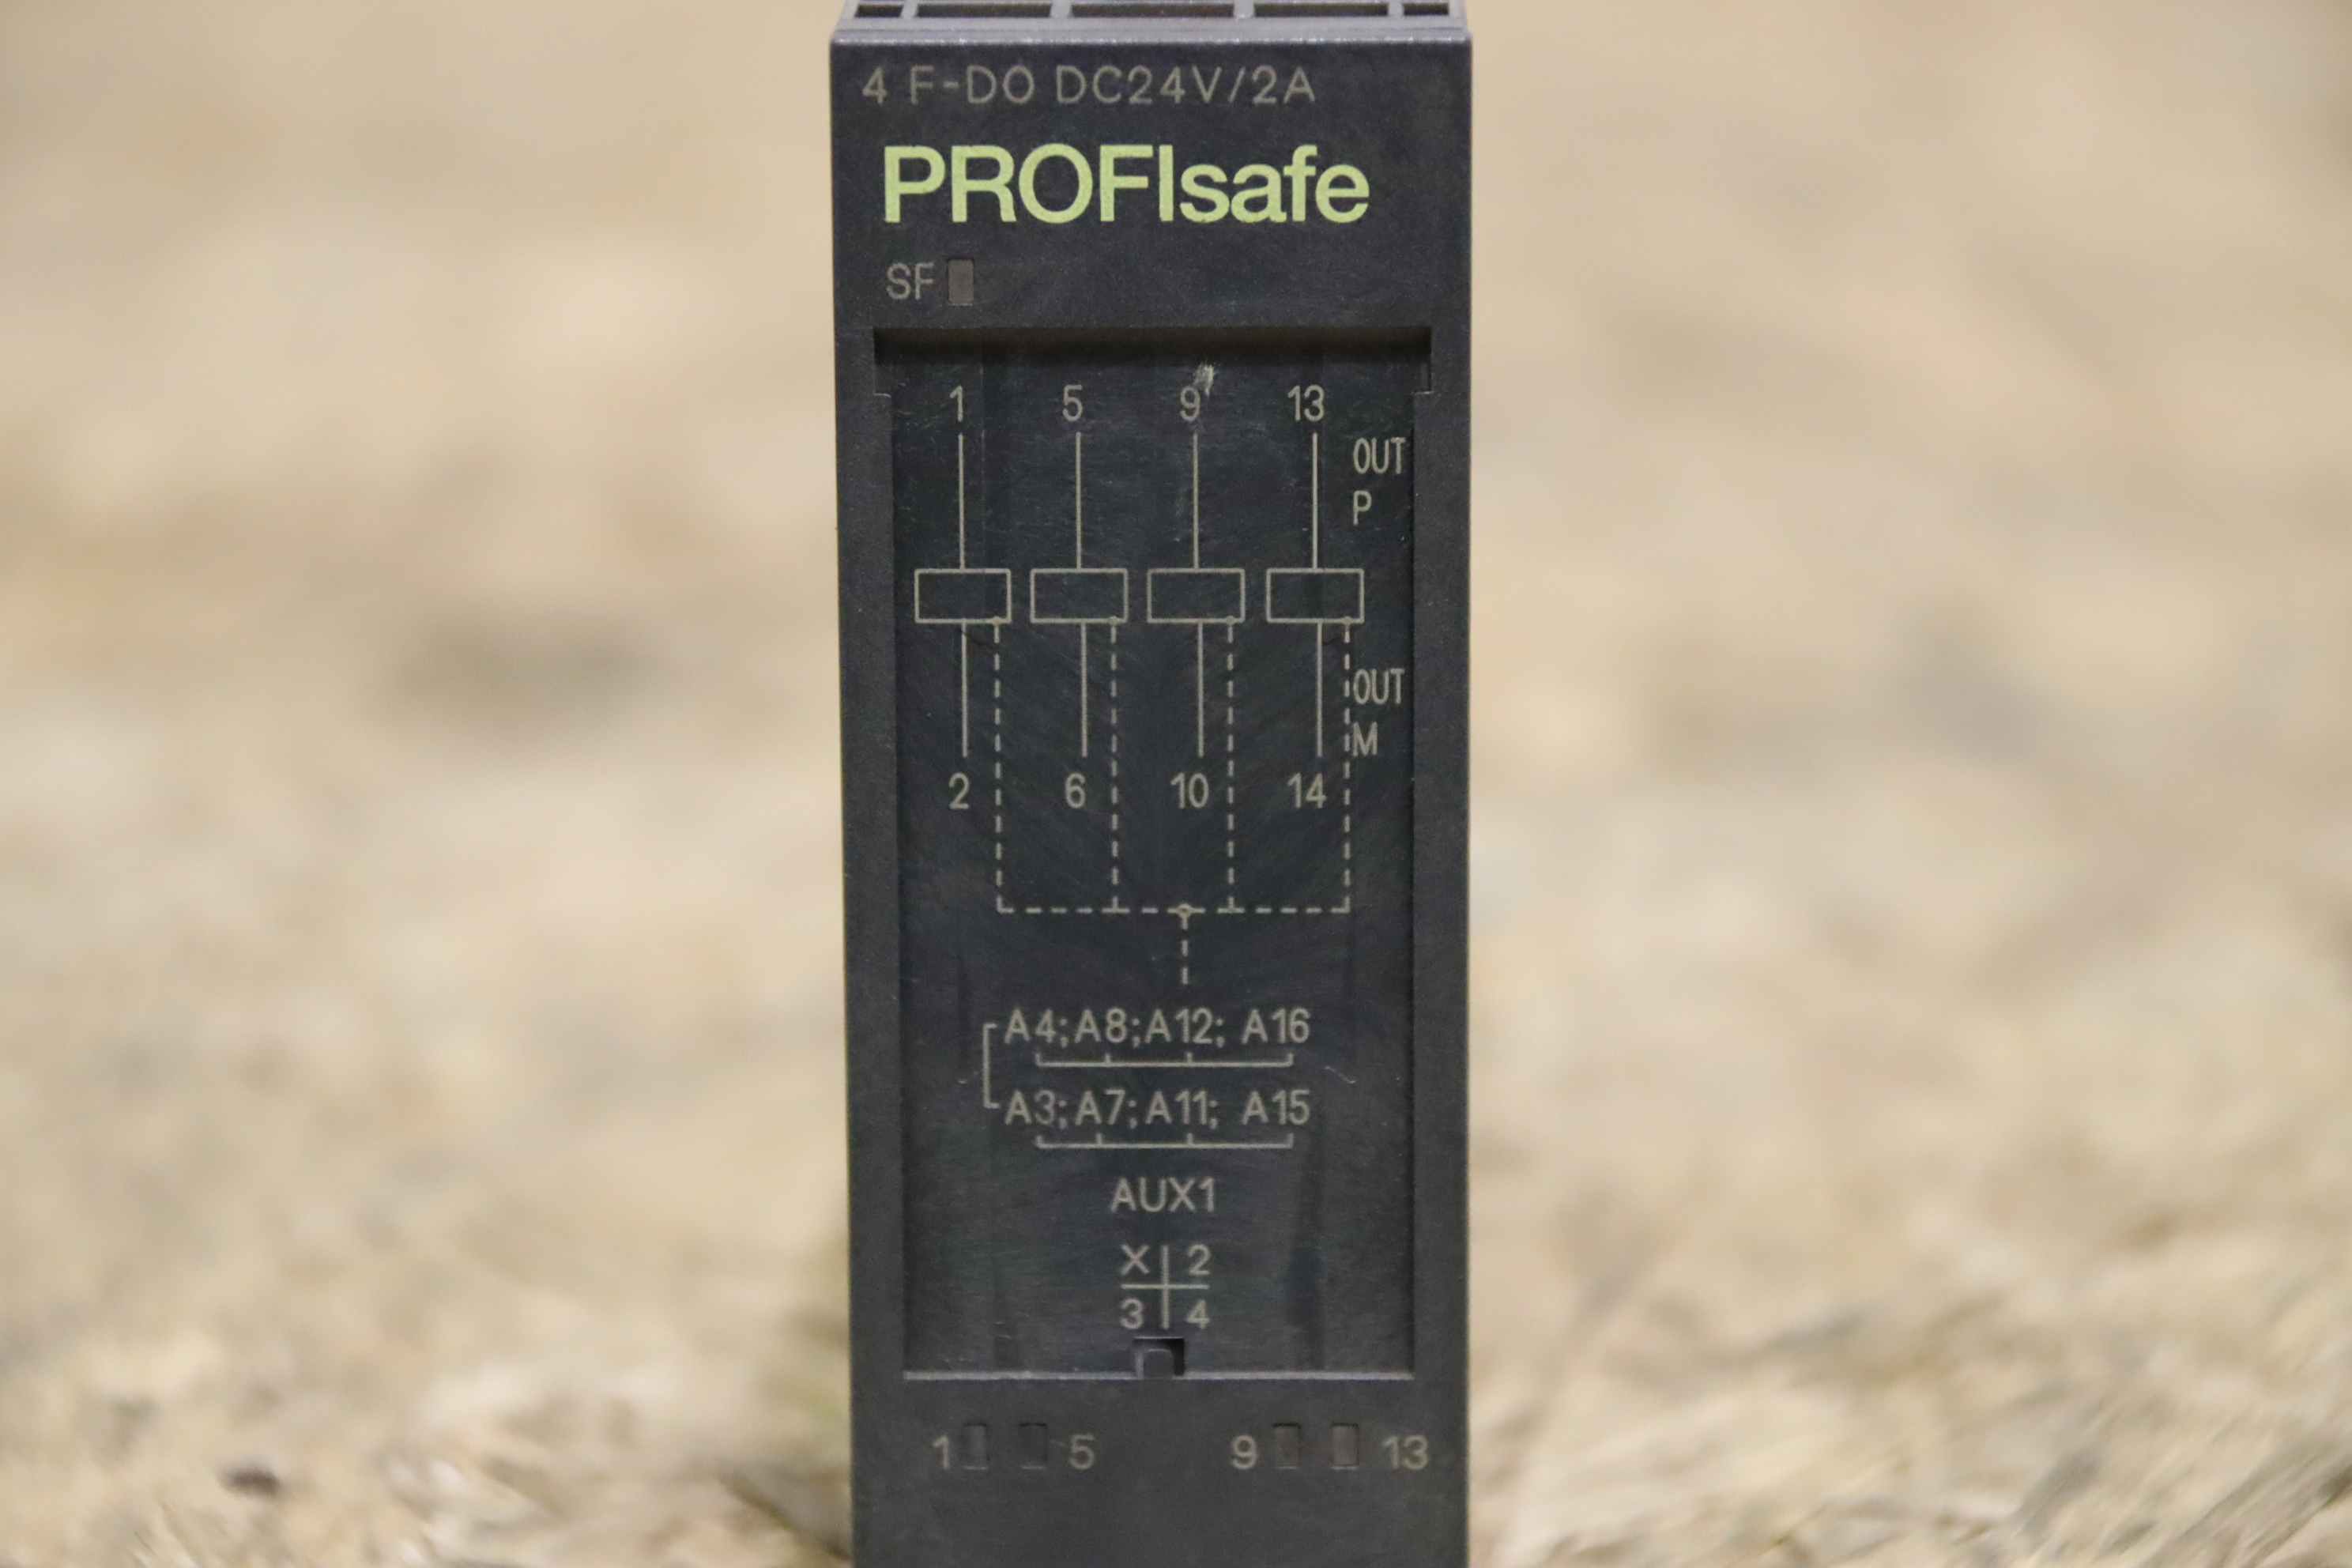 4 F-DO DC24V/2A
PROFIsafe
SF
1 5 9 13
OUT
P
OUT
M
2 6 10 14
A4; A8; A12; A16
A3; A7; A11; A15
AUX1
X 2
3 4
1 5 9 13